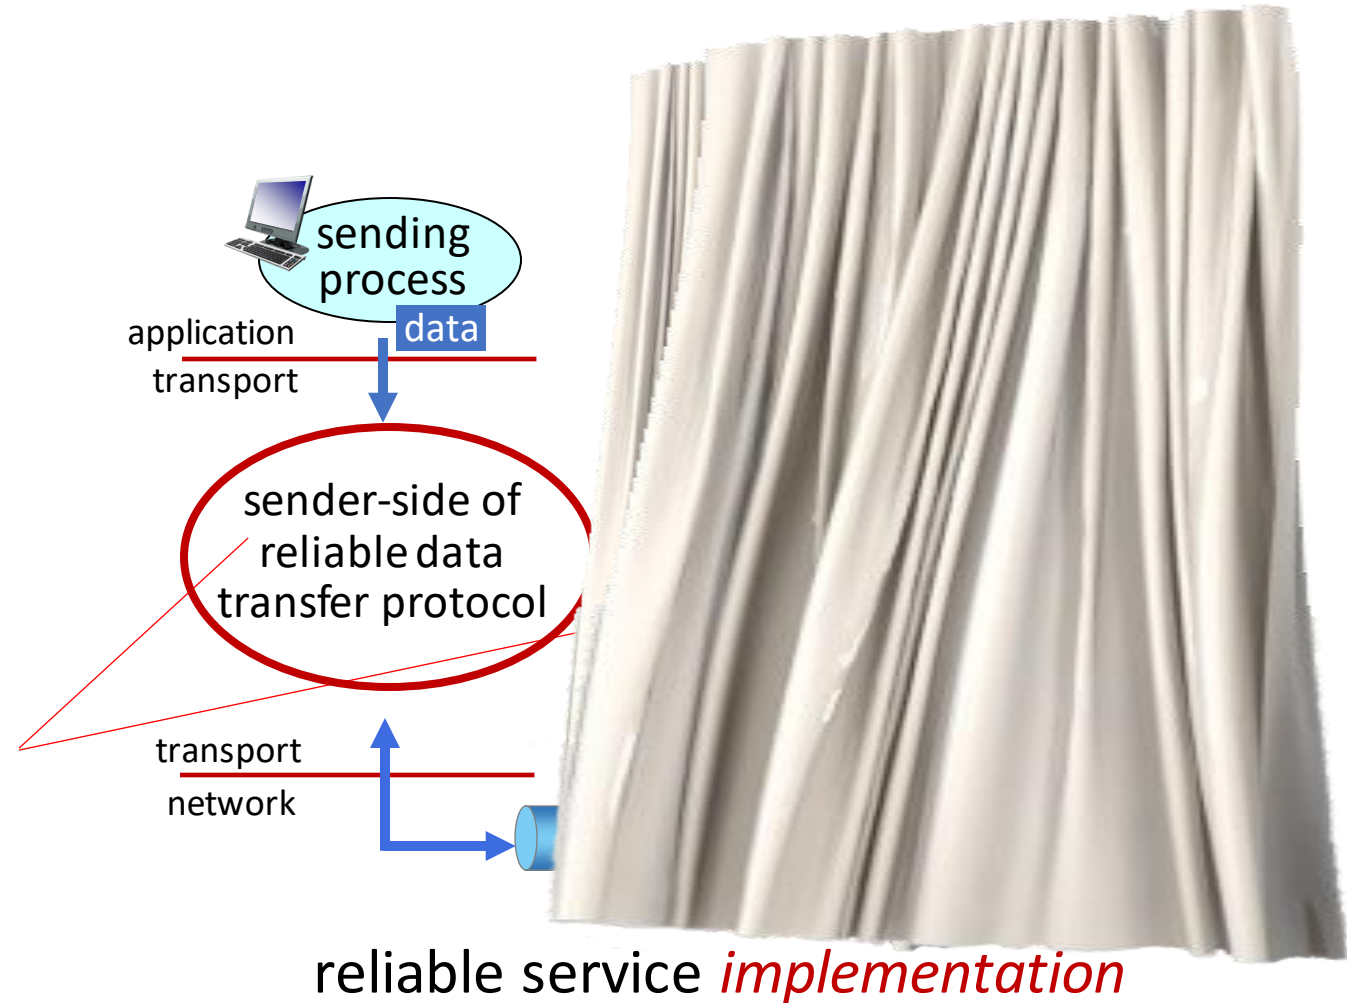 sending
process
data
application
transport
sender-side of
reliable data
transfer protocol
transport
network
reliable service implementation